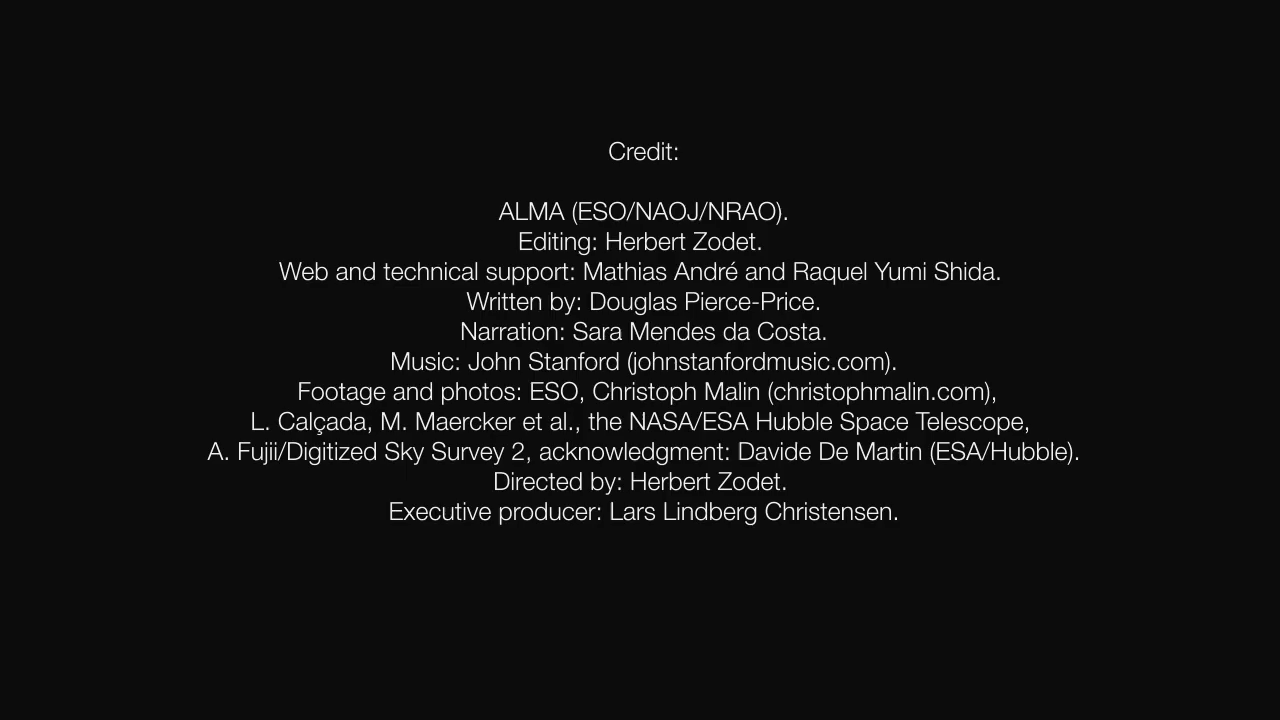 Credit:
ALMA (ESO/NAOJ/NRAO).
Editing: Herbert Zodet.
Web and technical support: Mathias André and Raquel Yumi Shida.
Written by: Douglas Pierce-Price.
Narration: Sara Mendes da Costa.
Music: John Stanford (johnstanfordmusic.com).
Footage and photos: ESO, Christoph Malin (christophmalin.com),
L. Calçada, M. Maercker et al., the NASA/ESA Hubble Space Telescope,
A. Fujii/Digitized Sky Survey 2, acknowledgment: Davide De Martin (ESA/Hubble).
Directed by: Herbert Zodet.
Executive producer: Lars Lindberg Christensen.